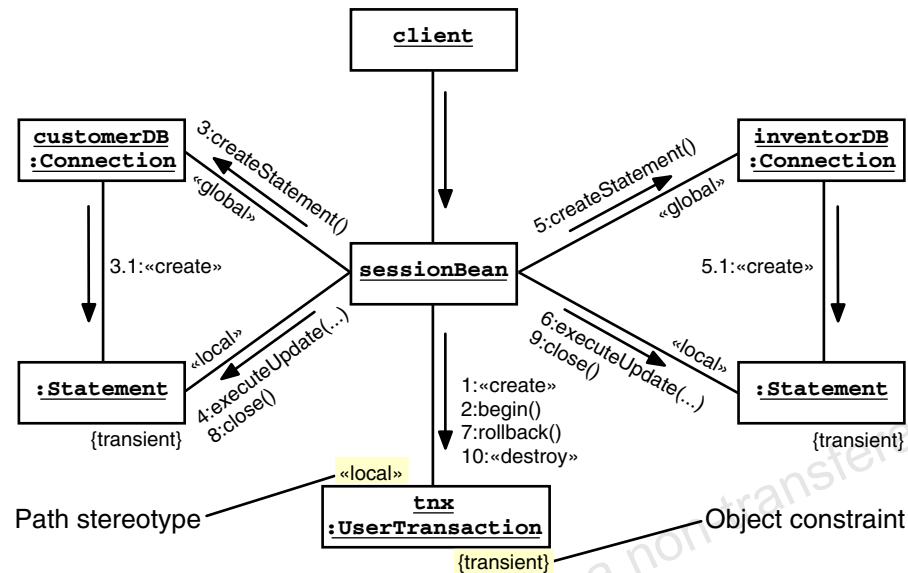 client
customerDB
:Connection
3:createStatement()
«global»
5:createStatement()
«global»
inventorDB
:Connection
3.1:«create»
sessionBean
5.1:«create»
«local»
4:executeUpdate(...)
8:close()
6:executeUpdate(...)
9:close()
«local»
:Statement
{transient}
1:«create»
2:begin()
7:rollback()
10:«destroy»
:Statement
{transient}
«local»
Path stereotype
tnx
:UserTransaction
{transient}
Object constraint
a non-transfera